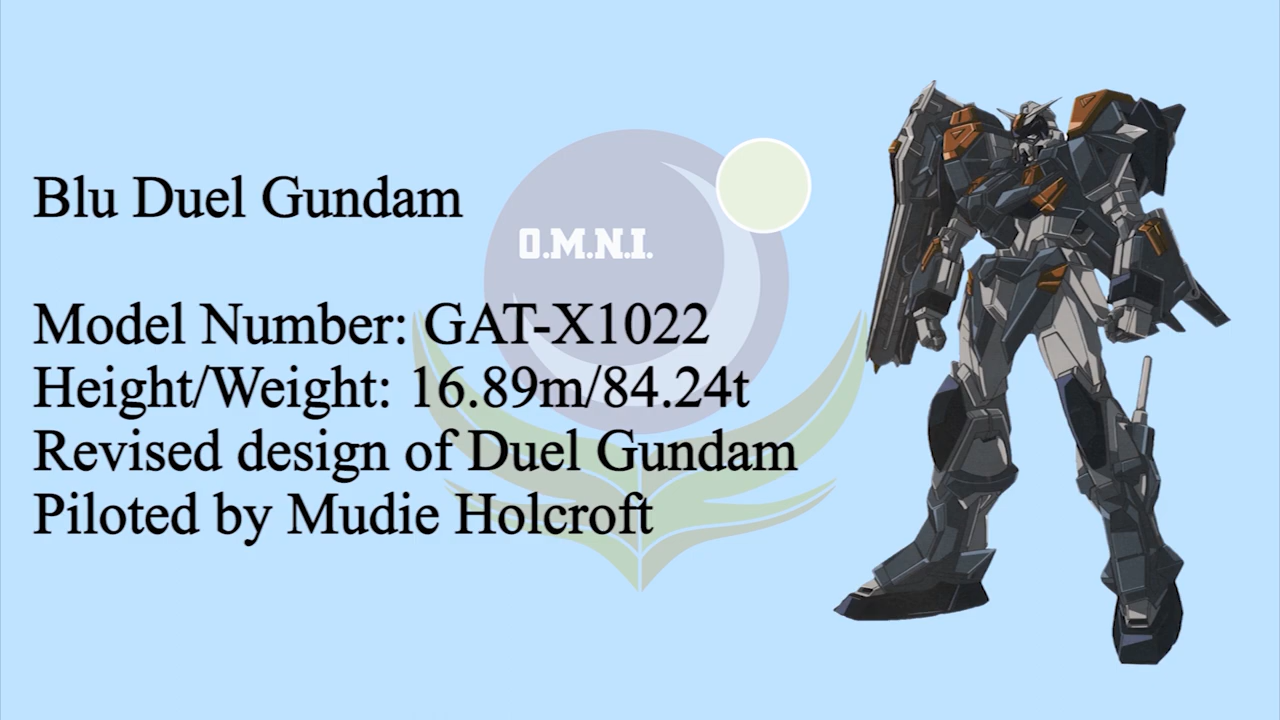 Blu Duel Gundam
O.M.N.I.
Model Number: GAT-X1022
Height/Weight: 16.89m/84.24t
Revised design of Duel Gundam
Piloted by Mudie Holcroft